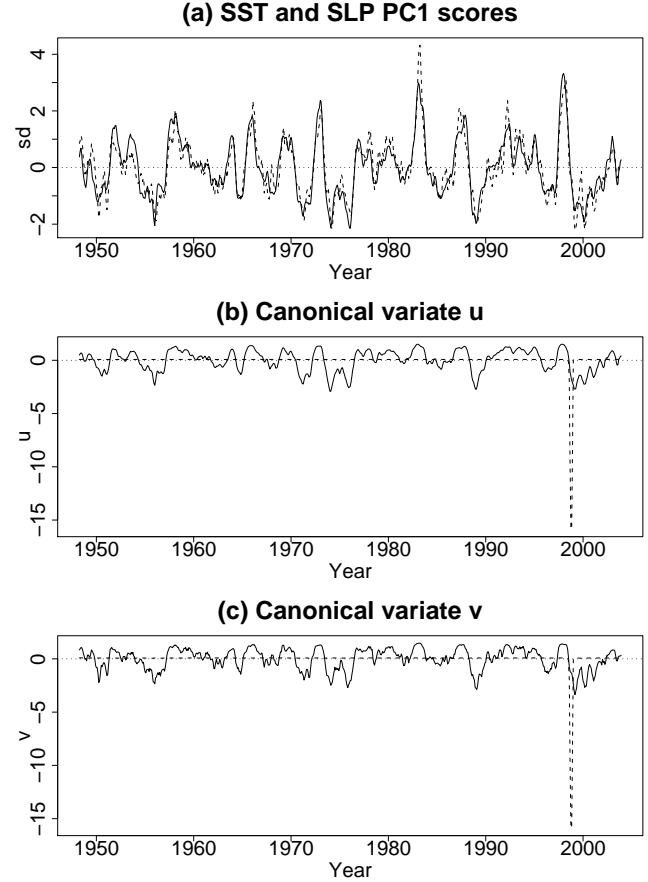 (a) SST and SLP PC1 scores
4
2
0
−2
sd
1950 1960 1970 1980 1990 2000
Year
(b) Canonical variate u
0
−5
−10
−15
u
1950 1960 1970 1980 1990 2000
Year
(c) Canonical variate v
0
−5
−10
−15
v
1950 1960 1970 1980 1990 2000
Year